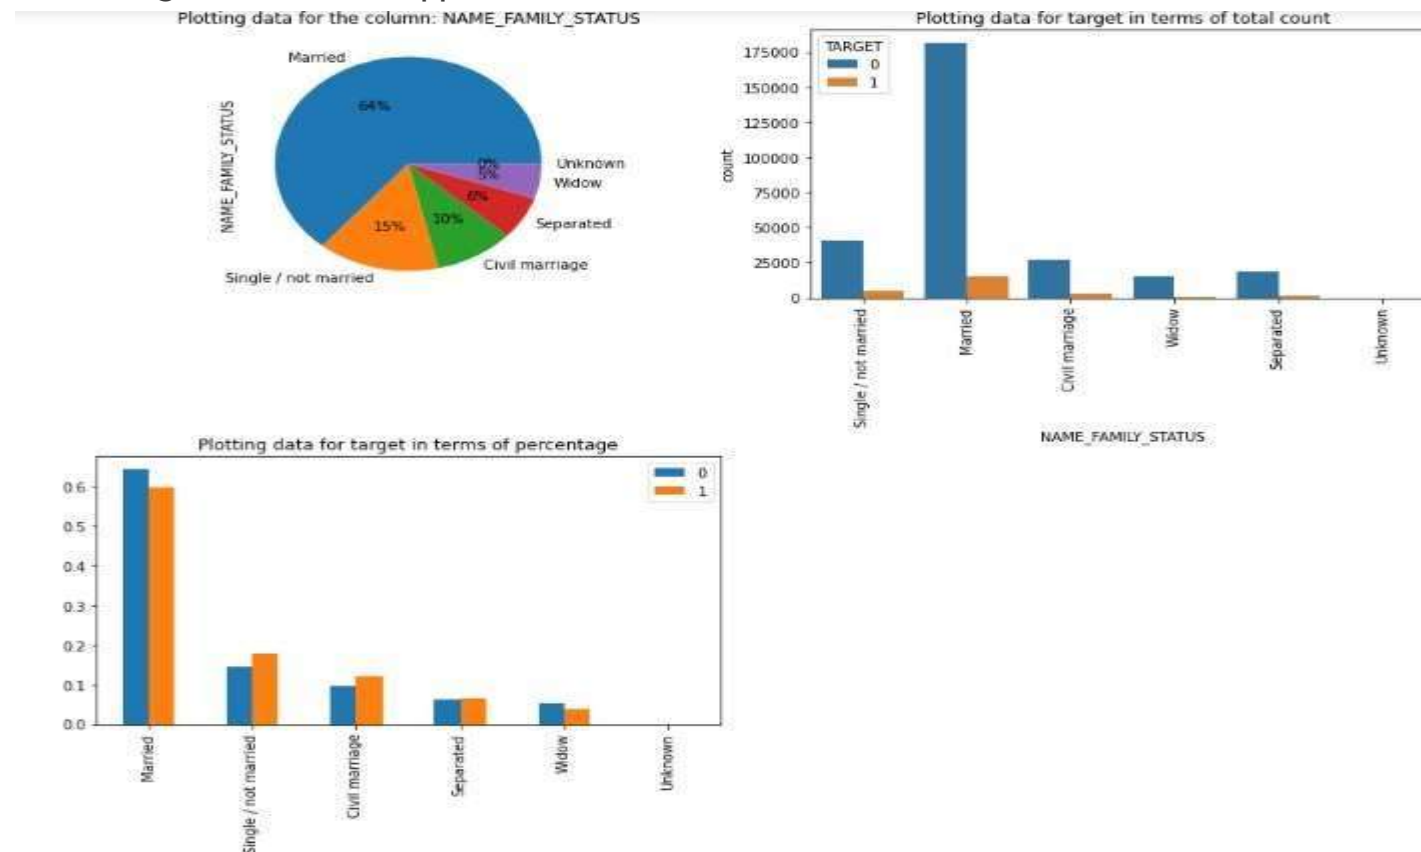 Plotting data for the column: NAME_FAMILY_STATUS
Married
64%
NAME_FAMILY_STATUS
0%
Unknown
5%
Widow
6%
Separated
10%
15%
Civil marriage
Single / not married
Plotting data for target in terms of total count
TARGET
0
1
175000
150000
125000
100000
75000
50000
25000
0
count
Single / not married
Married
Civil marriage
Widow
Separated
Unknown
NAME_FAMILY_STATUS
Plotting data for target in terms of percentage
0
1
0.6
0.5
0.4
0.3
0.2
0.1
0.0
Married
Single / not married
Civil marriage
Separated
Widow
Unknown